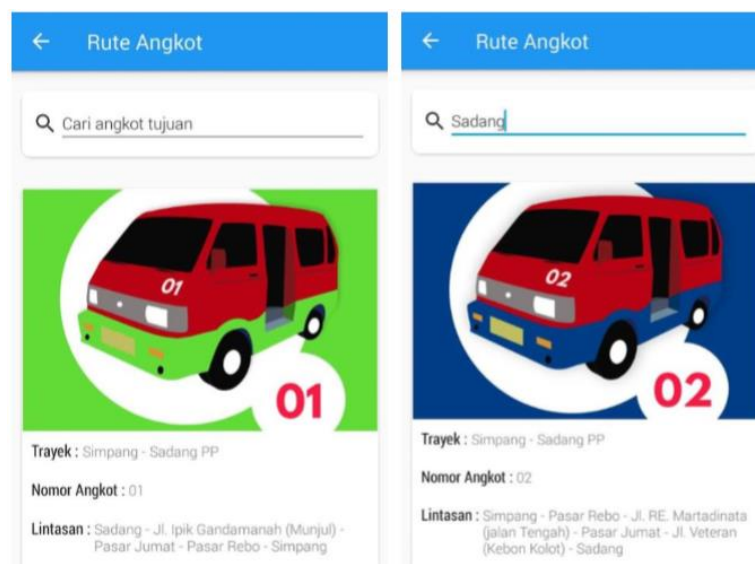 Rute Angkot
Cari angkot tujuan
01
01
Trayek : Simpang - Sadang PP
Nomor Angkot : 01
Lintasan : Sadang - Jl. Ipik Gandamanah (Munjul) -
Pasar Jumat - Pasar Rebo - Simpang
Rute Angkot
Sadang
02
02
Trayek : Simpang - Sadang PP
Nomor Angkot : 02
Lintasan : Simpang - Pasar Rebo - Jl. RE. Martadinata
(jalan Tengah) - Pasar Jumat - Jl. Veteran
(Kebon Kolot) - Sadang